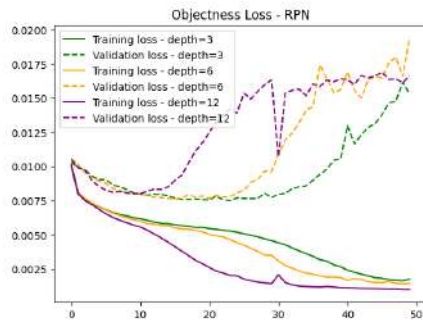 Objectness Loss - RPN
0.0200
0.0175
0.0150
0.0125
0.0100
0.0075
0.0050
0.0025
Training loss - depth=3
Validation loss - depth=3
Training loss - depth=6
Validation loss - depth=6
Training loss - depth=12
Validation loss - depth=12
0 10 20 30 40 50